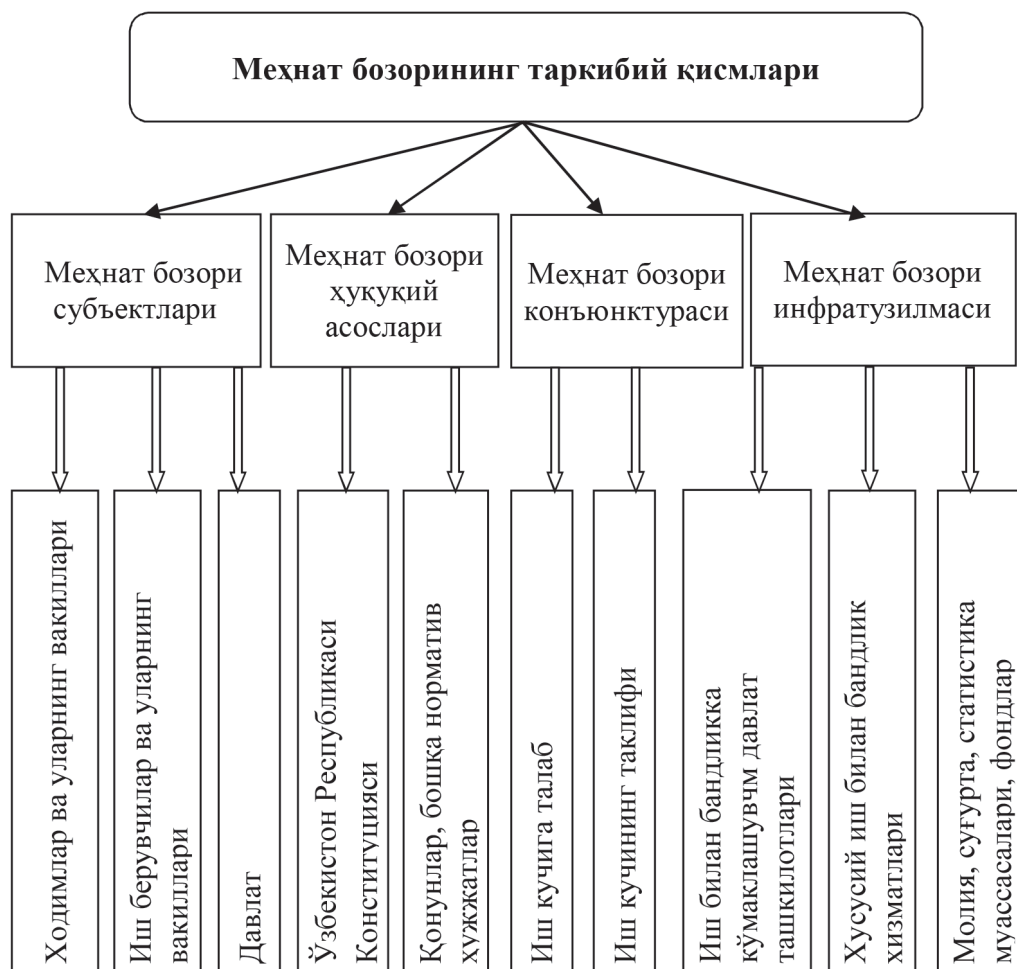 Меҳнат бозорининг таркибий қисмлари
Меҳнат бозори
субъектлари
Меҳнат бозори
ҳуқуқий
асослари
Меҳнат бозори
конъюнктураси
Меҳнат бозори
инфратузилмаси
Ходимлар ва уларнинг вакиллари
Иш берувчилар ва уларнинг
вакиллари
Давлат
Ўзбекистон Республикаси
Конституцияси
Қонунлар, бошқа норматив
ҳужжатлар
Иш кучига талаб
Иш кучининг таклифи
Иш билан бандликка
кўмаклашувчм давлат
ташкилотлари
Хусусий иш билан бандлик
хизматлари
Молия, суғурта, статистика
муассасалари, фондлар